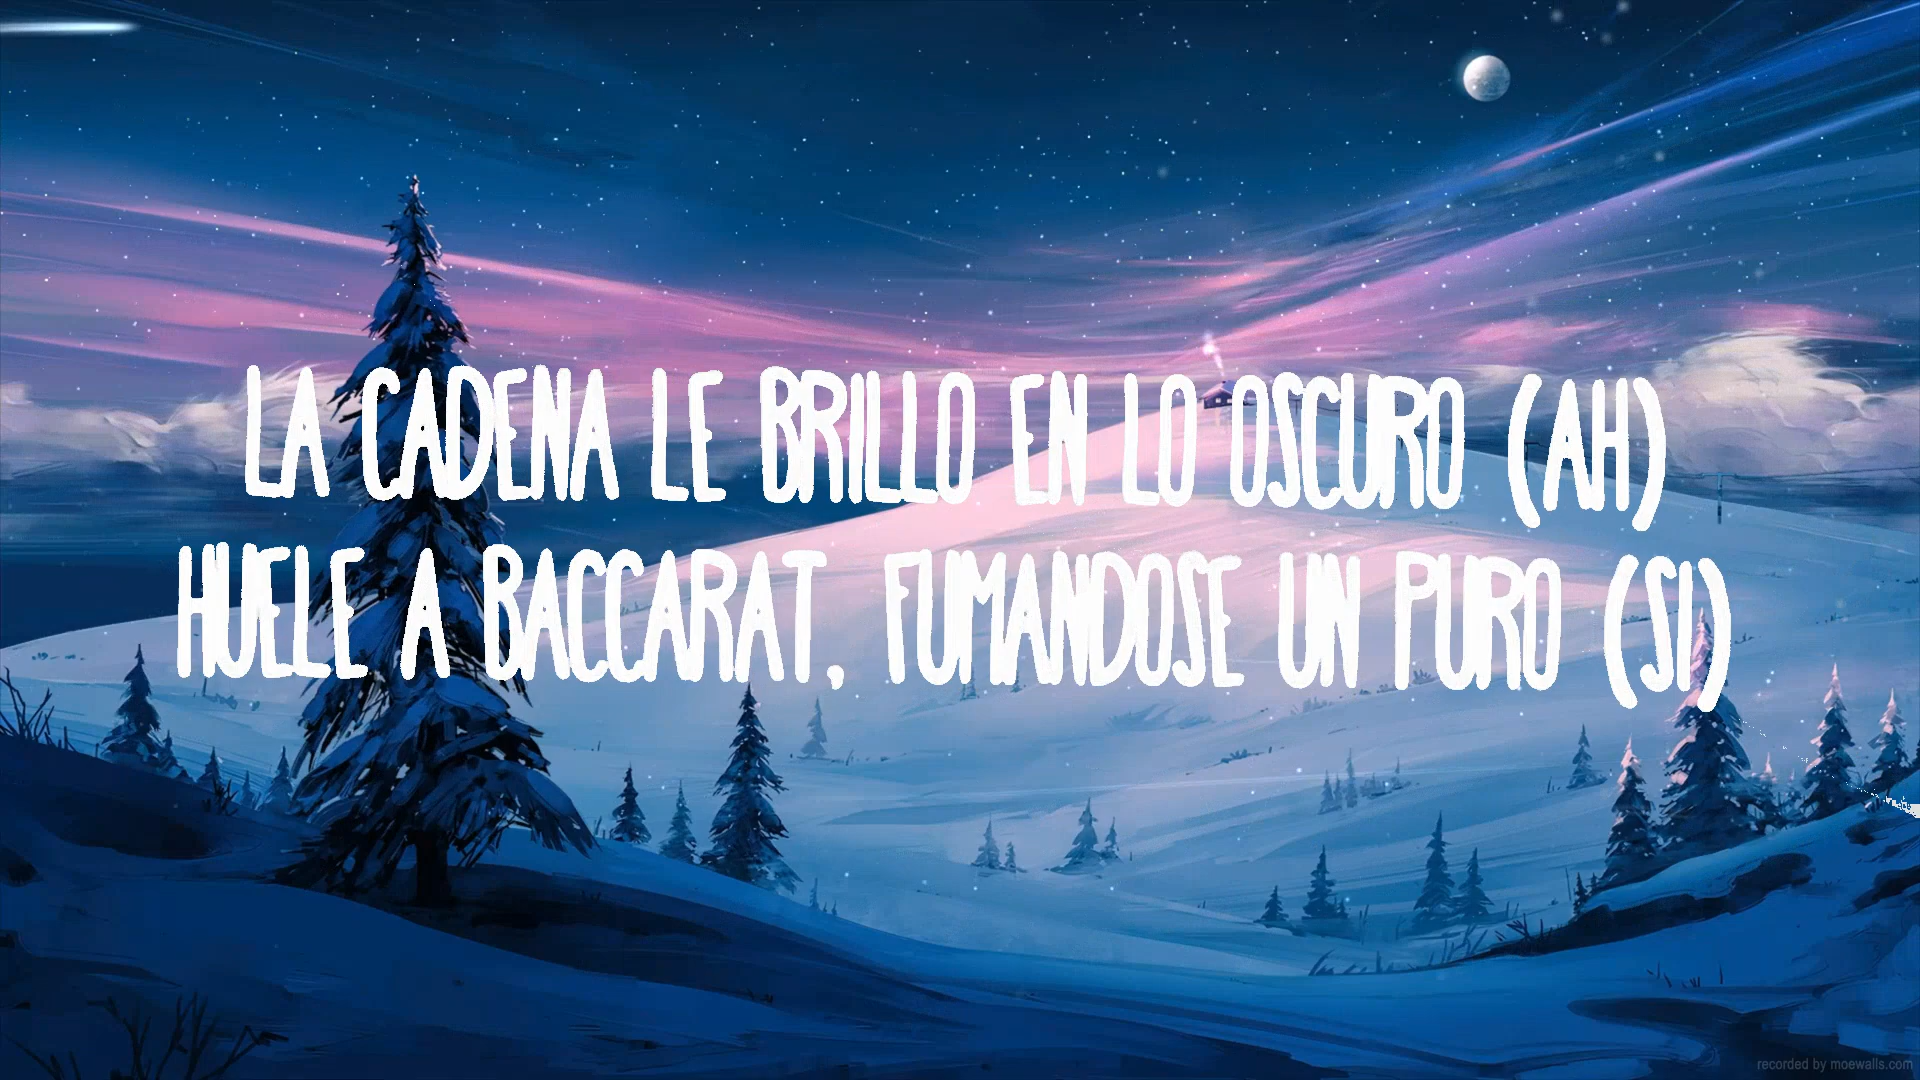 LA CADENA LE BRILLO EN LO OSCURO (AH)
HUELE A BACCARAT, FUMANDOSE UN PURO (SI)
recorded by moewalls.com